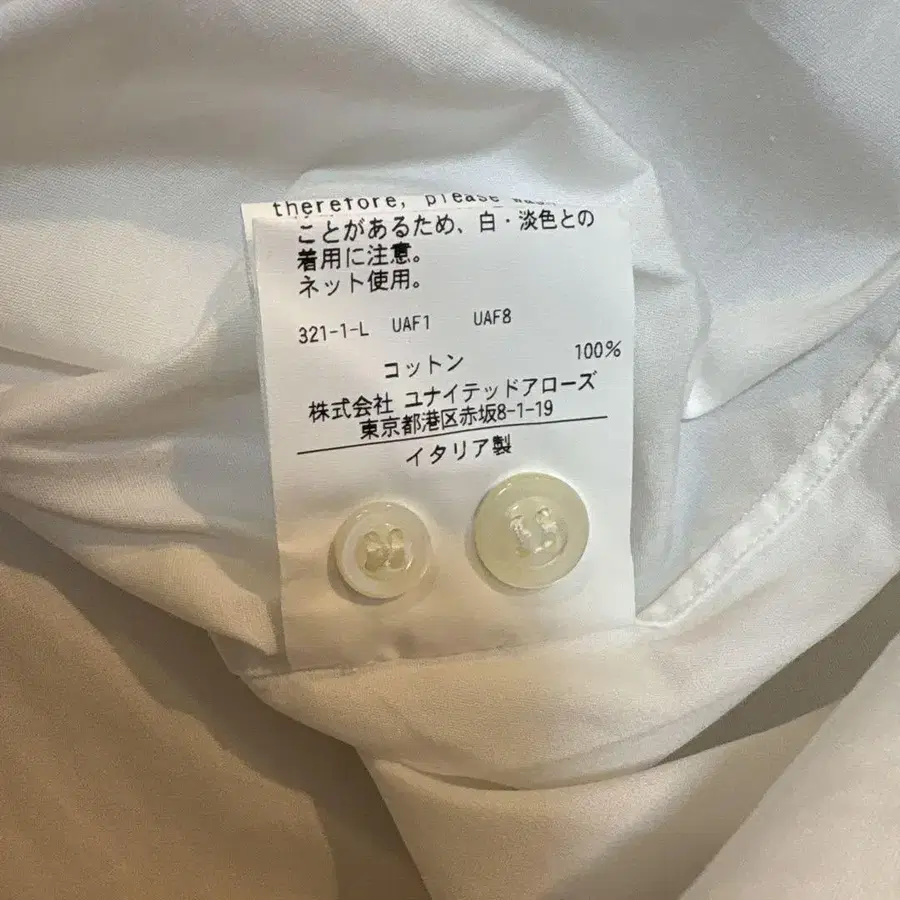 therefore, please wash
ことがあるため、白・淡色との
着用に注意。
ネット使用。
321-1-L UAF1 UAF8
コットン 100%
株式会社 ユナイテッドアローズ
東京都港区赤坂8-1-19
イタリア製